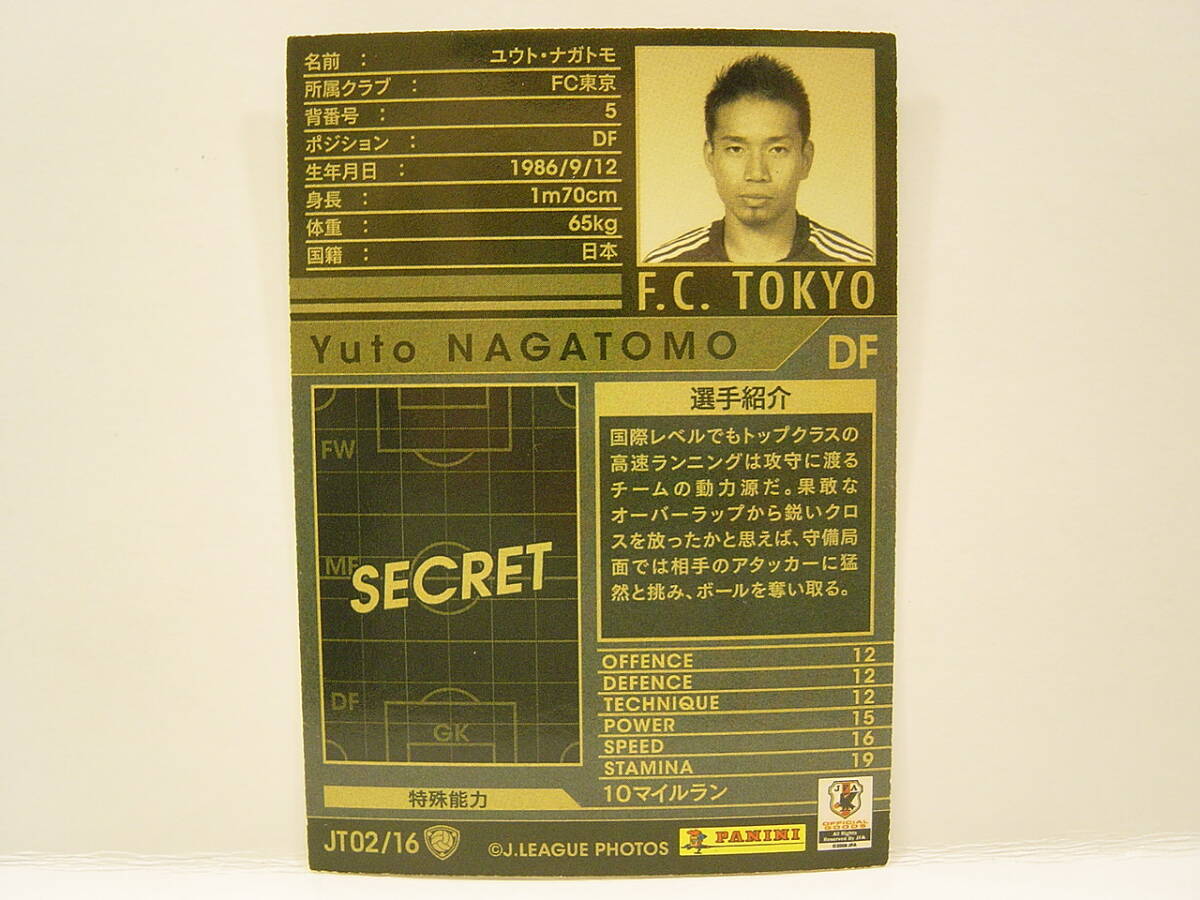 名前 : ユウト・ナガトモ
所属クラブ : FC東京
背番号 : 5
ポジション : DF
生年月日 : 1986/9/12
身長 : 1m70cm
体重 : 65kg
国籍 : 日本
F.C. TOKYO
Yuto NAGATOMO DF
FW
MF
SECRET
DF
GK
選手紹介
国際レベルでもトップクラスの
高速ランニングは攻守に渡る
チームの動力源だ。果敢な
オーバーラップから鋭いクロ
スを放ったかと思えば、守備局
面では相手のアタッカーに猛
然と挑み、ボールを奪い取る。
OFFENCE 12
DEFENCE 12
TECHNIQUE 12
POWER 15
SPEED 16
STAMINA 19
特殊能力 10マイルラン
JT02/16
©J.LEAGUE PHOTOS
PANINI
OFFICIAL
GOODS
All Rights
Reserved By JFA